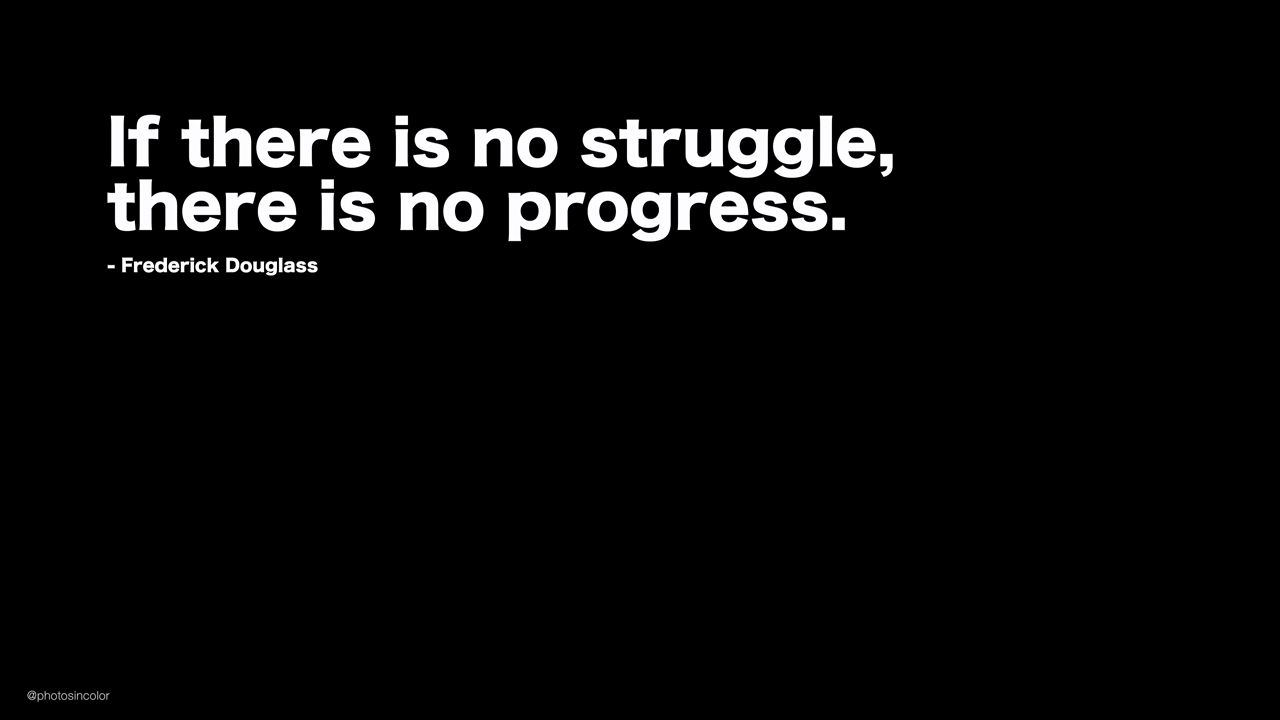 If there is no struggle,
there is no progress.
- Frederick Douglass
@photosincolor